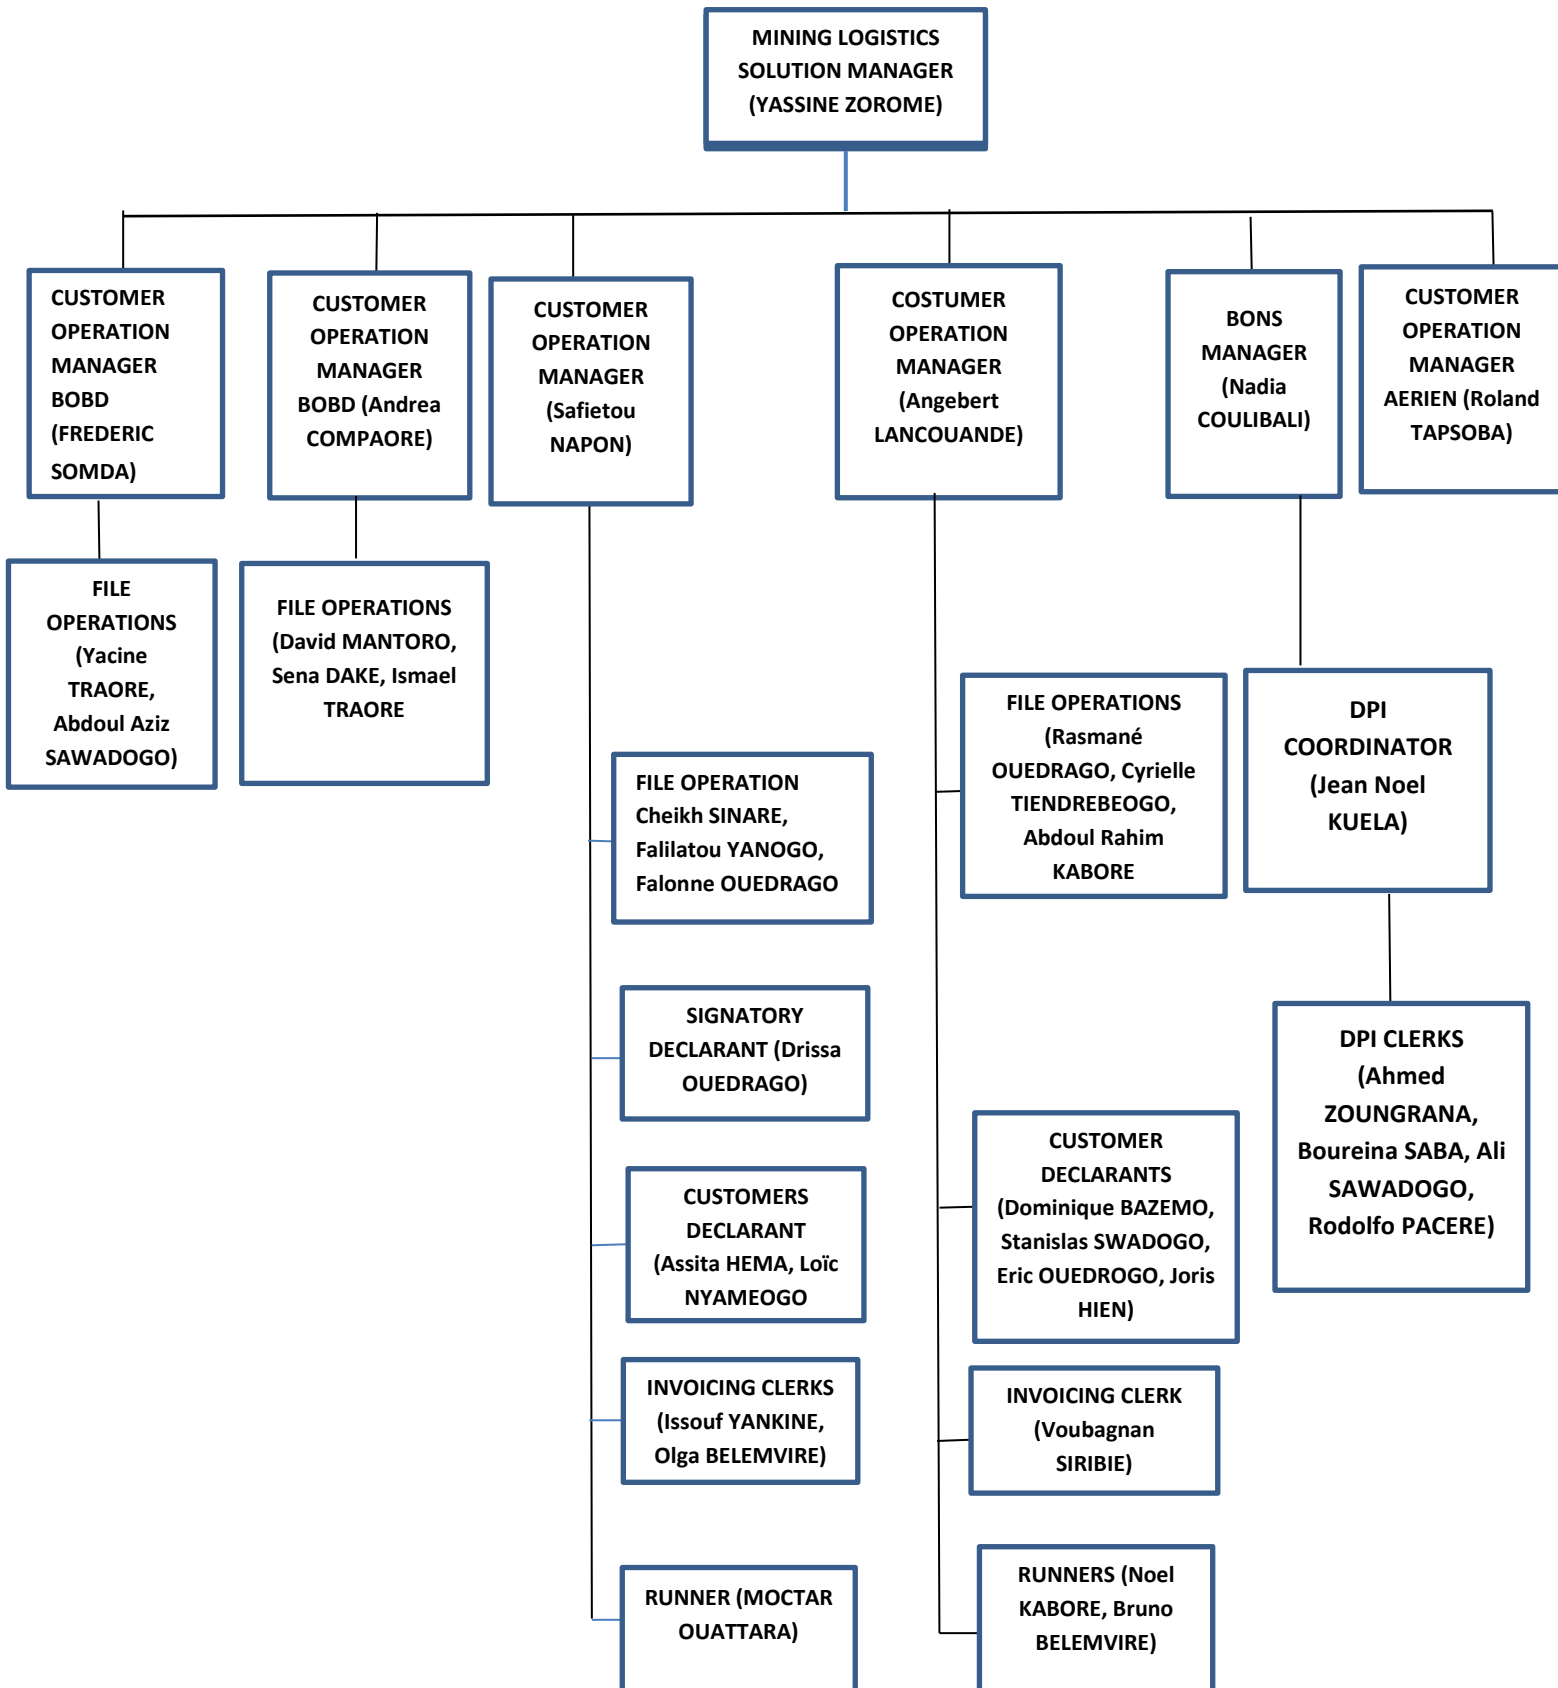 MINING LOGISTICS
SOLUTION MANAGER
(YASSINE ZOROME)
CUSTOMER
OPERATION
MANAGER
BOBD
(FREDERIC
SOMDA)
CUSTOMER
OPERATION
MANAGER
BOBD (Andrea
COMPAORE)
CUSTOMER
OPERATION
MANAGER
(Safietou
NAPON)
COSTUMER
OPERATION
MANAGER
(Angebert
LANCOUANDE)
BONS
MANAGER
(Nadia
COULIBALI)
CUSTOMER
OPERATION
MANAGER
AERIEN (Roland
TAPSOBA)
FILE
OPERATIONS
(Yacine
TRAORE,
Abdoul Aziz
SAWADOGO)
FILE OPERATIONS
(David MANTORO,
Sena DAKE, Ismael
TRAORE
FILE OPERATION
Cheikh SINARE,
Falilatou YANOGO,
Falonne OUEDRAGO
SIGNATORY
DECLARANT (Drissa
OUEDRAGO)
CUSTOMERS
DECLARANT
(Assita HEMA, Loïc
NYAMEOGO
INVOICING CLERKS
(Issouf YANKINE,
Olga BELEMVIRE)
RUNNER (MOCTAR
OUATTARA)
FILE OPERATIONS
(Rasmané
OUEDRAGO, Cyrielle
TIENDREBEOGO,
Abdoul Rahim
KABORE
CUSTOMER
DECLARANTS
(Dominique BAZEMO,
Stanislas SWADOGO,
Eric OUEDROGO, Joris
HIEN)
INVOICING CLERK
(Voubagnan
SIRIBIE)
RUNNERS (Noel
KABORE, Bruno
BELEMVIRE)
DPI
COORDINATOR
(Jean Noel
KUELA)
DPI CLERKS
(Ahmed
ZOUNGRANA,
Boureina SABA, Ali
SAWADOGO,
Rodolfo PACERE)